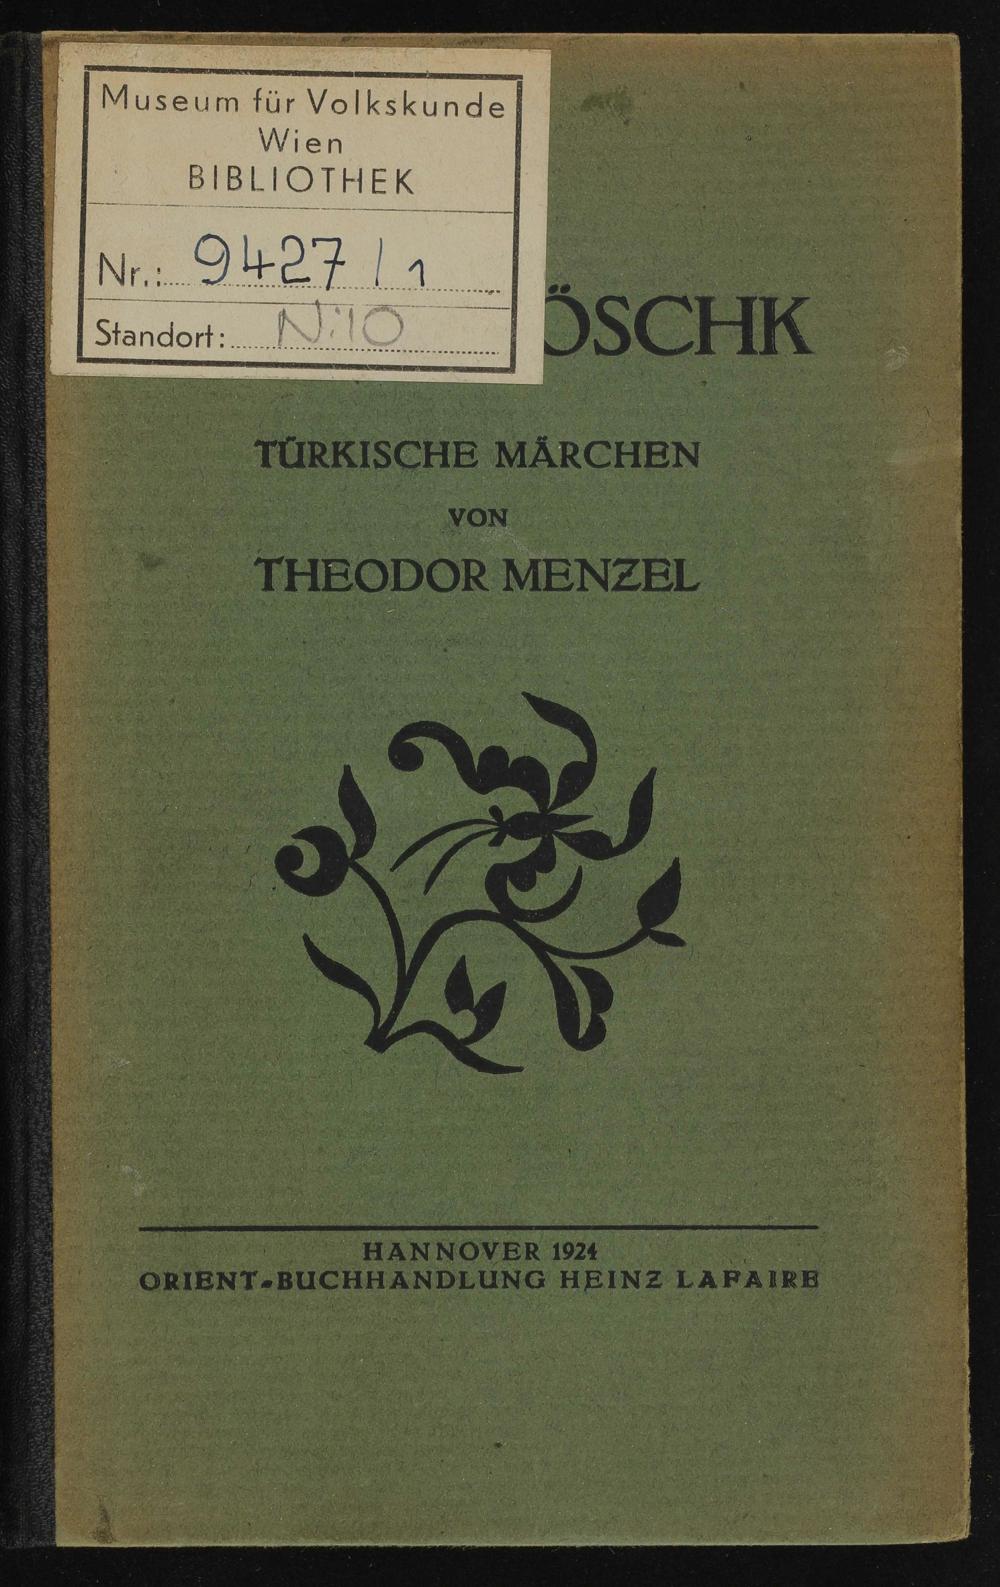 Museum für Volkskunde
Wien
BIBLIOTHEK
Nr.: 9427/1
Standort: N:10
ÖSCHK
TÜRKISCHE MÄRCHEN
VON
THEODOR MENZEL
HANNOVER 1924
ORIENT-BUCHHANDLUNG HEINZ LAFAIRE